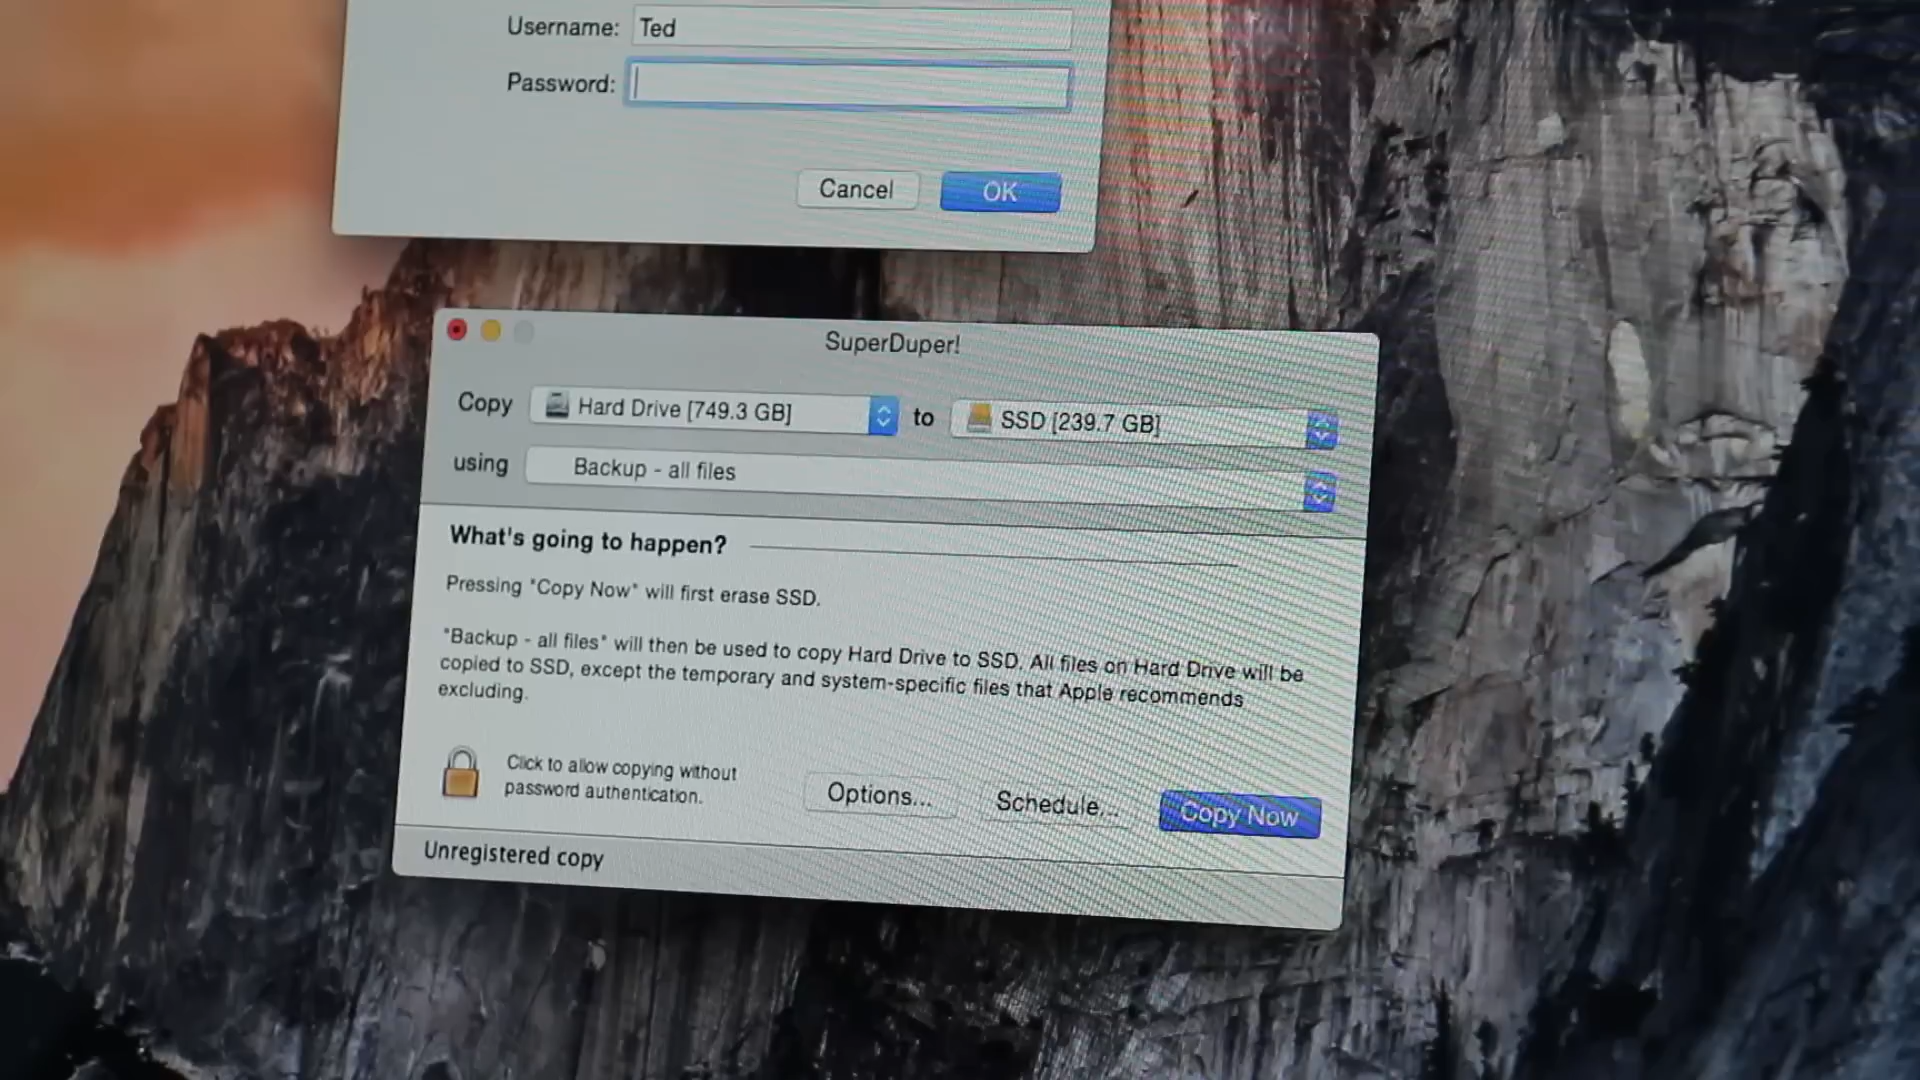 Username: Ted
Password:
Cancel OK
SuperDuper!
Copy Hard Drive [749.3 GB] to SSD [239.7 GB]
using Backup - all files
What's going to happen?
Pressing "Copy Now" will first erase SSD.
"Backup - all files" will then be used to copy Hard Drive to SSD. All files on Hard Drive will be
copied to SSD, except the temporary and system-specific files that Apple recommends
excluding.
Click to allow copying without
password authentication.
Options... Schedule... Copy Now
Unregistered copy